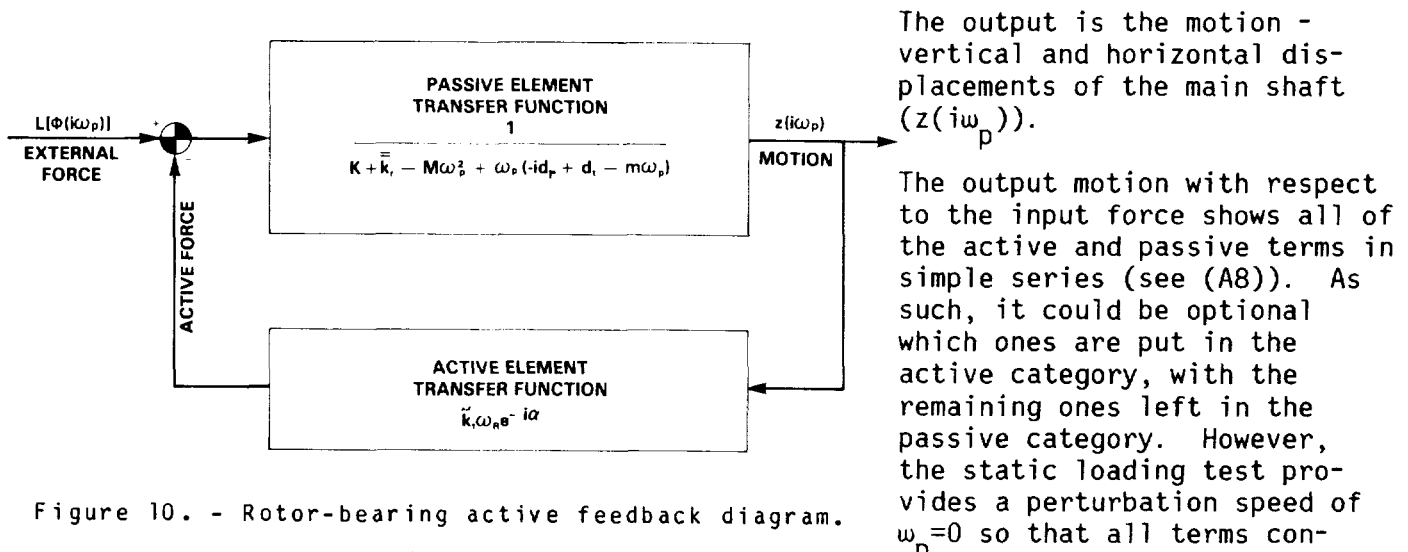 L[Φ(iωp)]
EXTERNAL
FORCE
+
-
ACTIVE FORCE
PASSIVE ELEMENT
TRANSFER FUNCTION
1
K + k̿r − Mωp² + ωp (-idr + dt − mωp)
z(iωp)
MOTION
ACTIVE ELEMENT
TRANSFER FUNCTION
k̃tωRe- iα
Figure 10. - Rotor-bearing active feedback diagram.
The output is the motion -
vertical and horizontal dis-
placements of the main shaft
(z(iωp)).
The output motion with respect
to the input force shows all of
the active and passive terms in
simple series (see (A8)). As
such, it could be optional
which ones are put in the
active category, with the
remaining ones left in the
passive category. However,
the static loading test pro-
vides a perturbation speed of
ωp=0 so that all terms con-